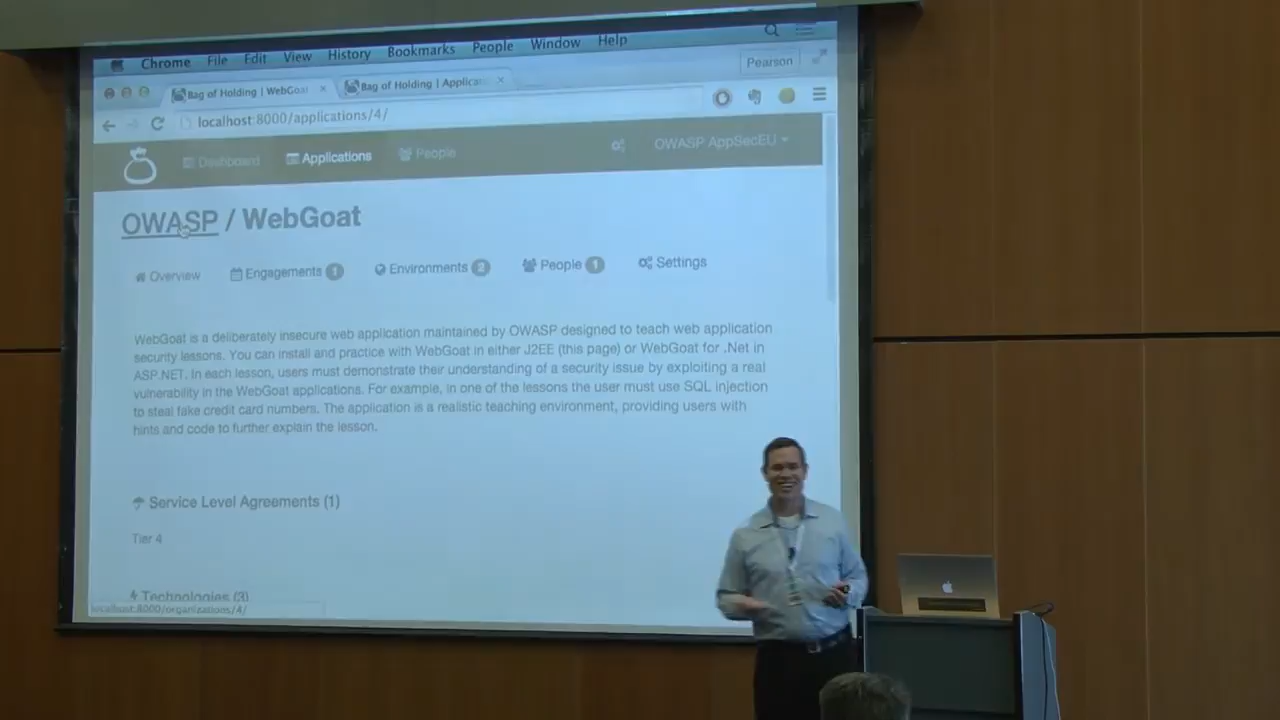 Chrome File Edit View History Bookmarks People Window Help
Pearson
Bag of Holding | WebGoat
Bag of Holding | Applicat
localhost:8000/applications/4/
Dashboard Applications People OWASP AppSecEU
OWASP / WebGoat
Overview Engagements 1 Environments 2 People 1 Settings
WebGoat is a deliberately insecure web application maintained by OWASP designed to teach web application
security lessons. You can install and practice with WebGoat in either J2EE (this page) or WebGoat for .Net in
ASP.NET. In each lesson, users must demonstrate their understanding of a security issue by exploiting a real
vulnerability in the WebGoat applications. For example, in one of the lessons the user must use SQL injection
to steal fake credit card numbers. The application is a realistic teaching environment, providing users with
hints and code to further explain the lesson.
Service Level Agreements (1)
Tier 4
Technologies (3)
localhost:8000/organizations/4/